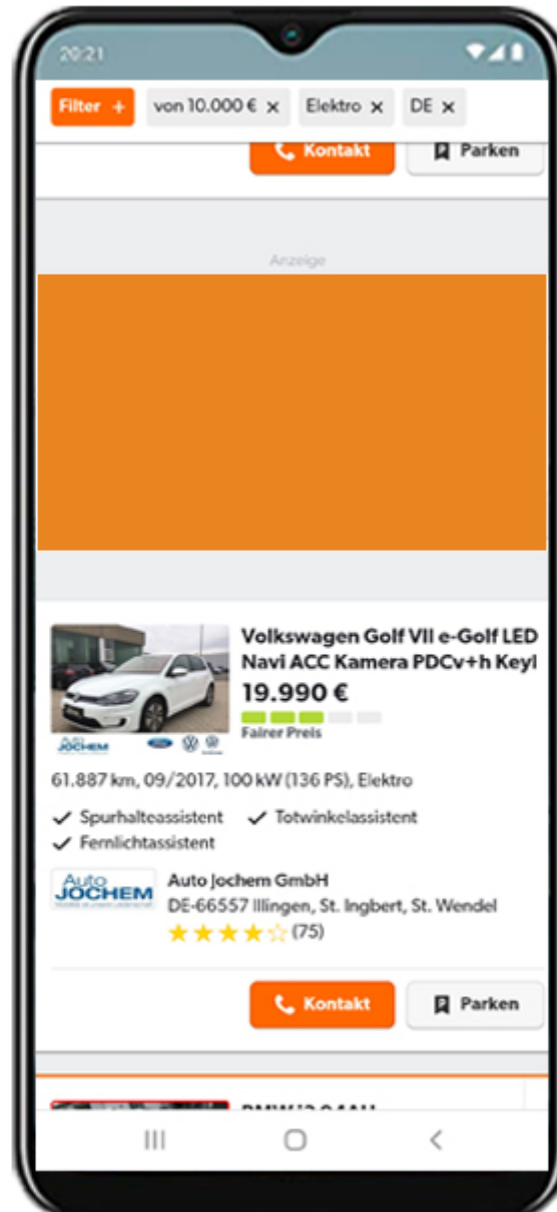 20:21
Filter +
von 10.000 € ×
Elektro ×
DE ×
Kontakt
Parken
Anzeige
Volkswagen Golf VII e-Golf LED
Navi ACC Kamera PDCv+h Keyl
19.990 €
Fairer Preis
Auto
JOCHEM
61.887 km, 09/2017, 100 kW (136 PS), Elektro
Spurhalteassistent
Totwinkelassistent
Fernlichtassistent
Auto
JOCHEM
Auto Jochem GmbH
DE-66557 Illingen, St. Ingbert, St. Wendel
(75)
Kontakt
Parken